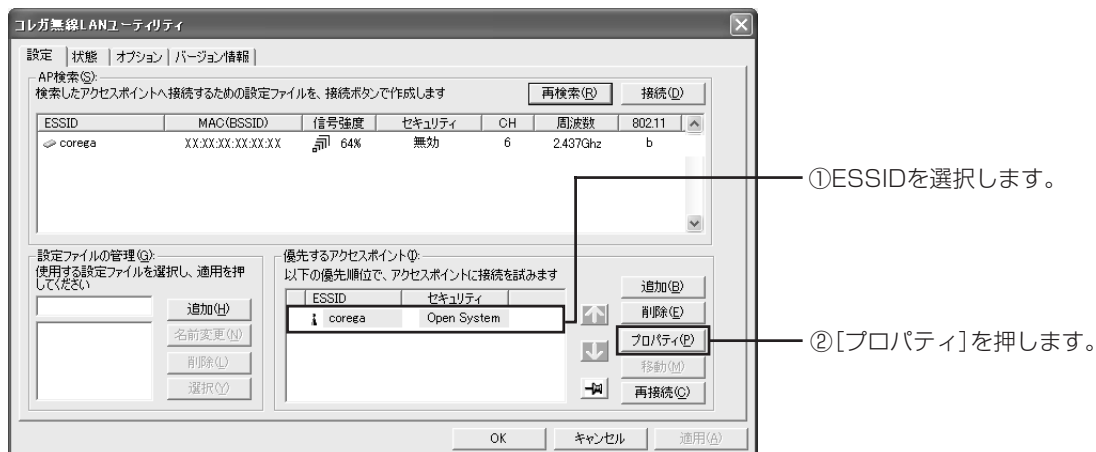 コレガ無線LANユーティリティ
設定 状態 オプション バージョン情報
AP検索(S):
検索したアクセスポイントへ接続するための設定ファイルを、接続ボタンで作成します 再検索(R) 接続(D)
ESSID MAC(BSSID) 信号強度 セキュリティ CH 周波数 802.11
corega XX:XX:XX:XX:XX:XX 64% 無効 6 2.437Ghz b
①ESSIDを選択します。
設定ファイルの管理(G):
使用する設定ファイルを選択し、適用を押
してください
追加(H)
名前変更(N)
削除(L)
選択(Y)
優先するアクセスポイント(I):
以下の優先順位で、アクセスポイントに接続を試みます
ESSID セキュリティ
corega Open System
追加(B)
削除(E)
プロパティ(P)
移動(M)
再接続(C)
②[プロパティ]を押します。
OK キャンセル 適用(A)